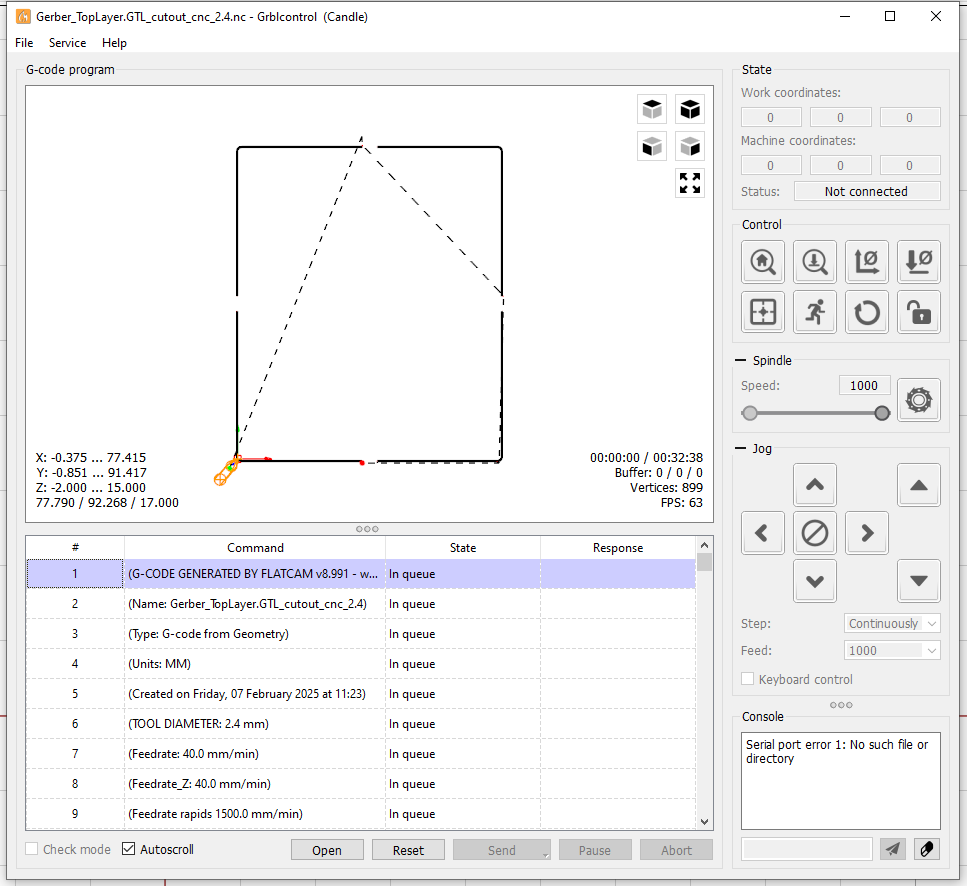 Gerber_TopLayer.GTL_cutout_cnc_2.4.nc - Grblcontrol (Candle)
File Service Help
G-code program
X: -0.375 ... 77.415
Y: -0.851 ... 91.417
Z: -2.000 ... 15.000
77.790 / 92.268 / 17.000
00:00:00 / 00:32:38
Buffer: 0 / 0 / 0
Vertices: 899
FPS: 63
# Command State Response
1 (G-CODE GENERATED BY FLATCAM v8.991 - w... In queue
2 (Name: Gerber_TopLayer.GTL_cutout_cnc_2.4) In queue
3 (Type: G-code from Geometry) In queue
4 (Units: MM) In queue
5 (Created on Friday, 07 February 2025 at 11:23) In queue
6 (TOOL DIAMETER: 2.4 mm) In queue
7 (Feedrate: 40.0 mm/min) In queue
8 (Feedrate_Z: 40.0 mm/min) In queue
9 (Feedrate rapids 1500.0 mm/min) In queue
Check mode Autoscroll Open Reset Send Pause Abort
State
Work coordinates:
0 0 0
Machine coordinates:
0 0 0
Status: Not connected
Control
Spindle
Speed: 1000
Jog
Step: Continuously
Feed: 1000
Keyboard control
Console
Serial port error 1: No such file or
directory